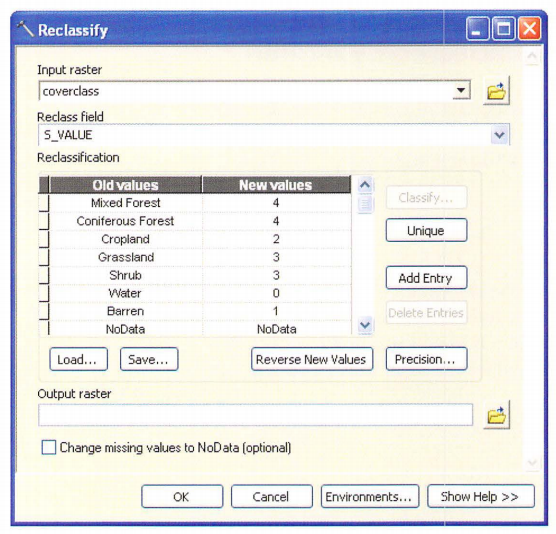 Reclassify
Input raster
coverclass
Reclass field
S_VALUE
Reclassification
Old values New values
Mixed Forest 4
Coniferous Forest 4
Cropland 2
Grassland 3
Shrub 3
Water 0
Barren 1
NoData NoData
Classify...
Unique
Add Entry
Delete Entries
Load... Save... Reverse New Values Precision...
Output raster
Change missing values to NoData (optional)
OK Cancel Environments... Show Help >>